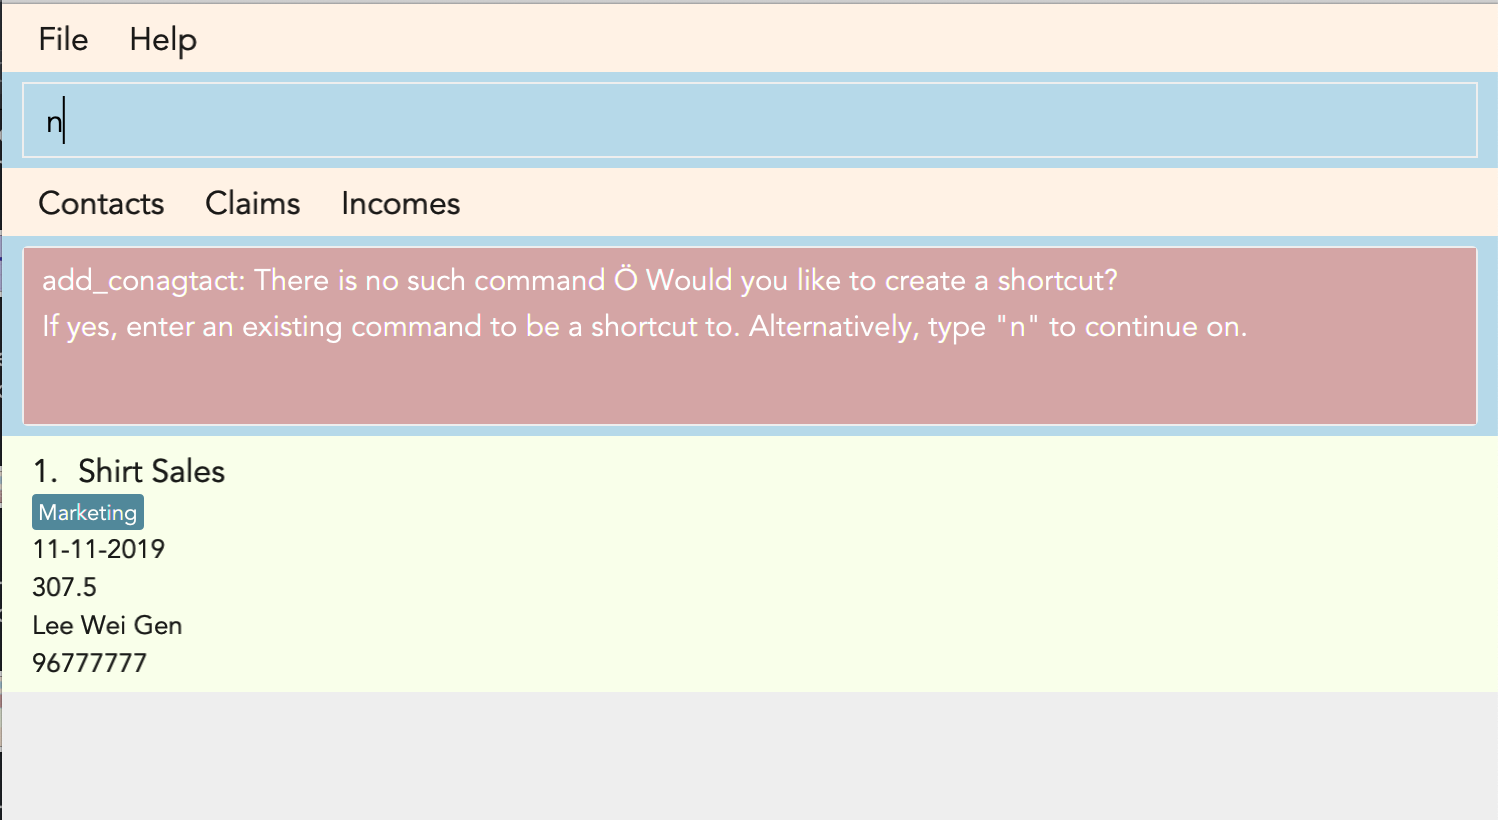 File Help
n
Contacts Claims Incomes
add_conagtact: There is no such command Ö Would you like to create a shortcut?
If yes, enter an existing command to be a shortcut to. Alternatively, type "n" to continue on.
1. Shirt Sales
Marketing
11-11-2019
307.5
Lee Wei Gen
96777777